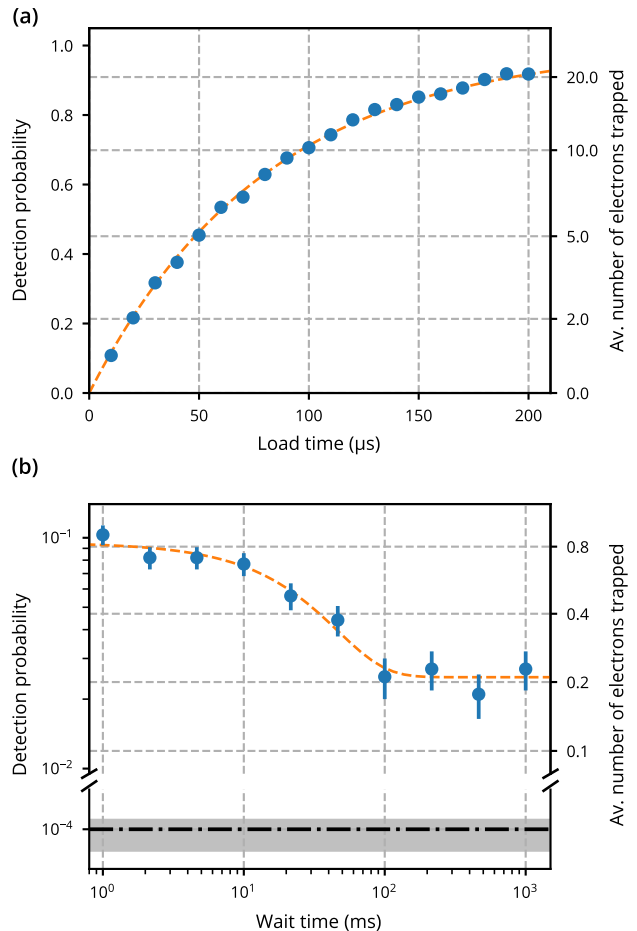 (a)
1.0
0.8
0.6
0.4
0.2
0.0
Detection probability
20.0
10.0
5.0
2.0
0.0
Av. number of electrons trapped
0 50 100 150 200
Load time (μs)
(b)
10⁻¹
10⁻²
10⁻⁴
Detection probability
0.8
0.4
0.2
0.1
Av. number of electrons trapped
10⁰ 10¹ 10² 10³
Wait time (ms)